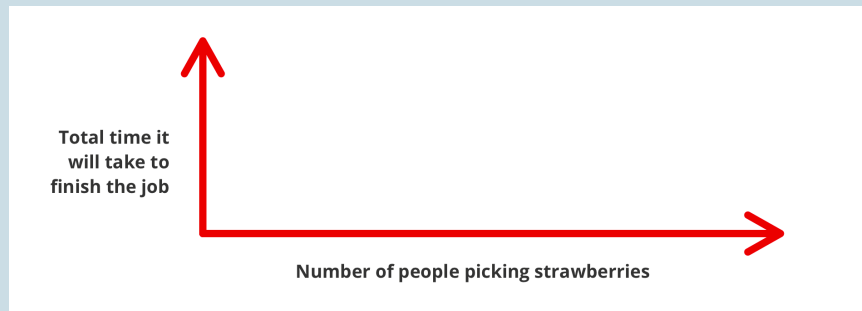 Total time it
will take to
finish the job
Number of people picking strawberries